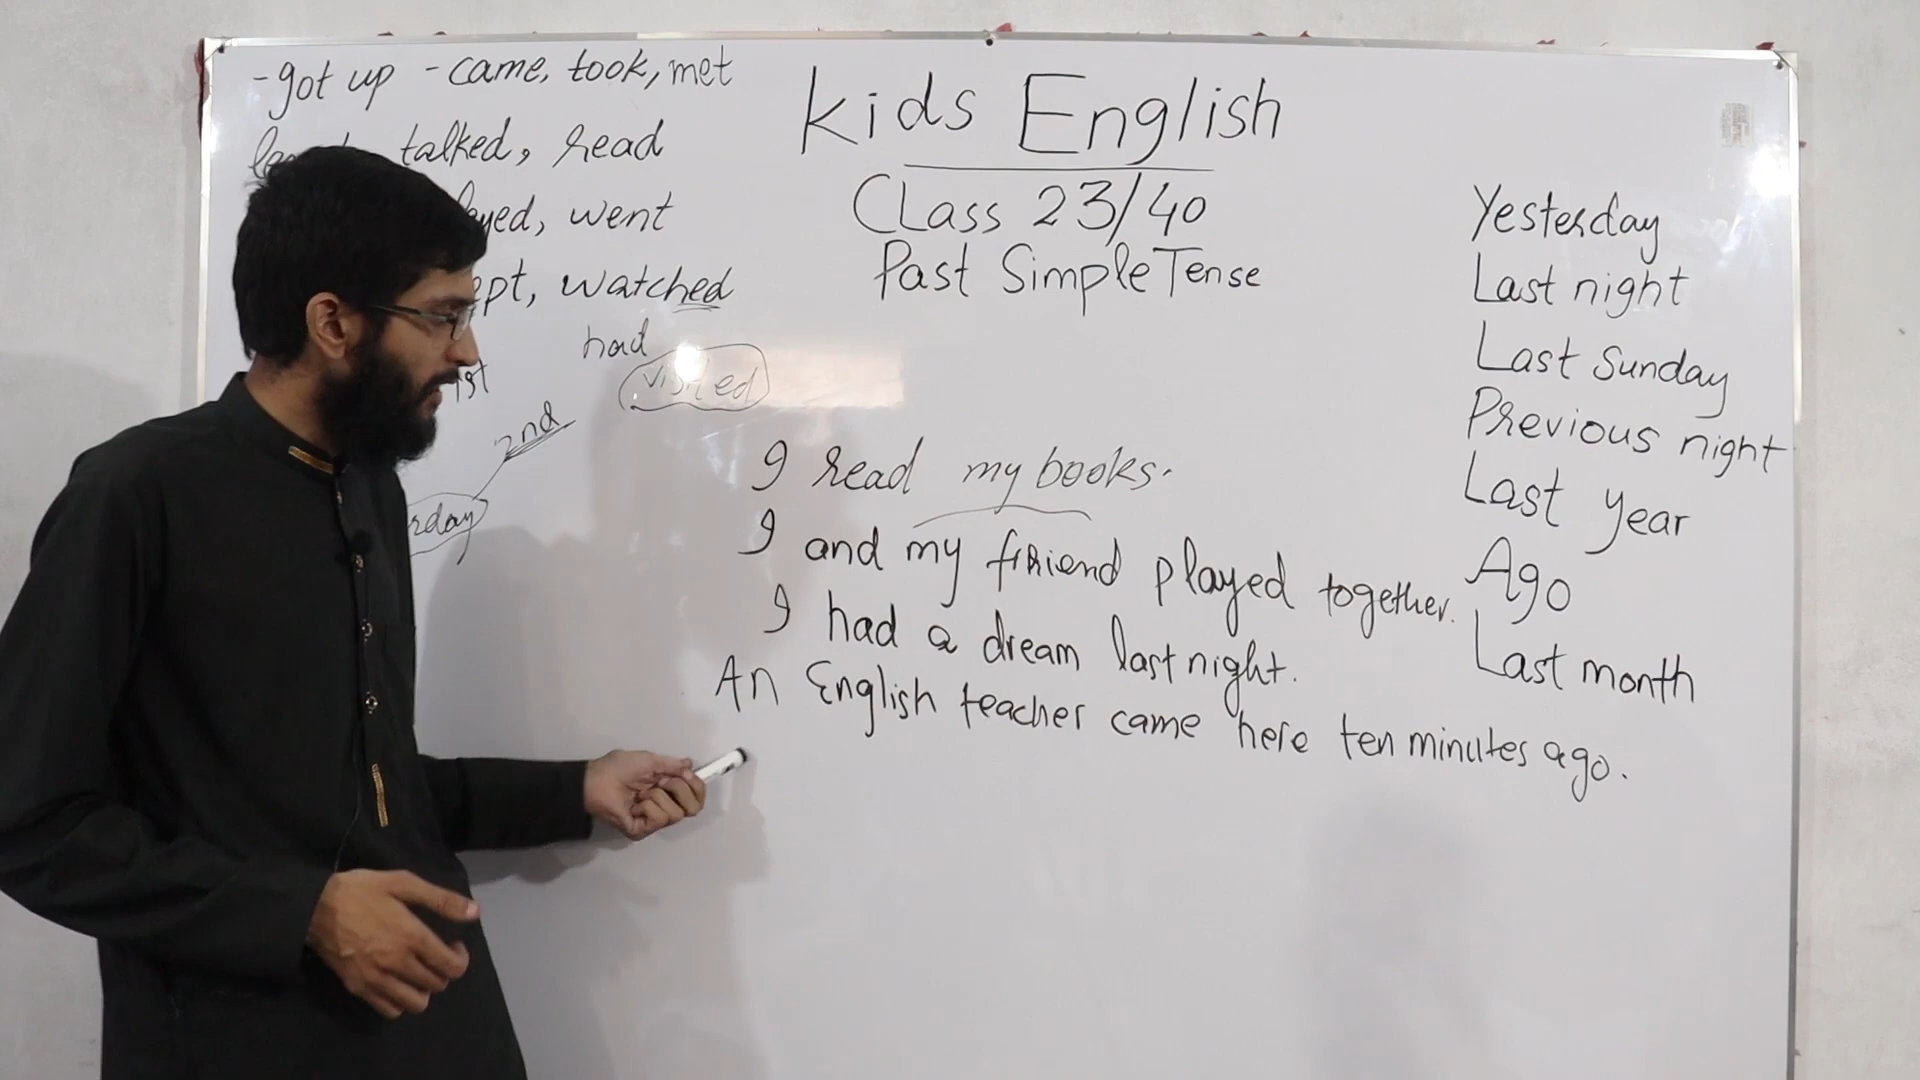 -got up - came, took, met
talked, read
went
watched
had
visited
1st
2nd
Kids English
Class 23/40
Past Simple Tense
I read my books.
I and my friend played together.
I had a dream last night.
An English teacher came here ten minutes ago.
Yesterday
Last night
Last Sunday
Previous night
Last year
Ago
Last month